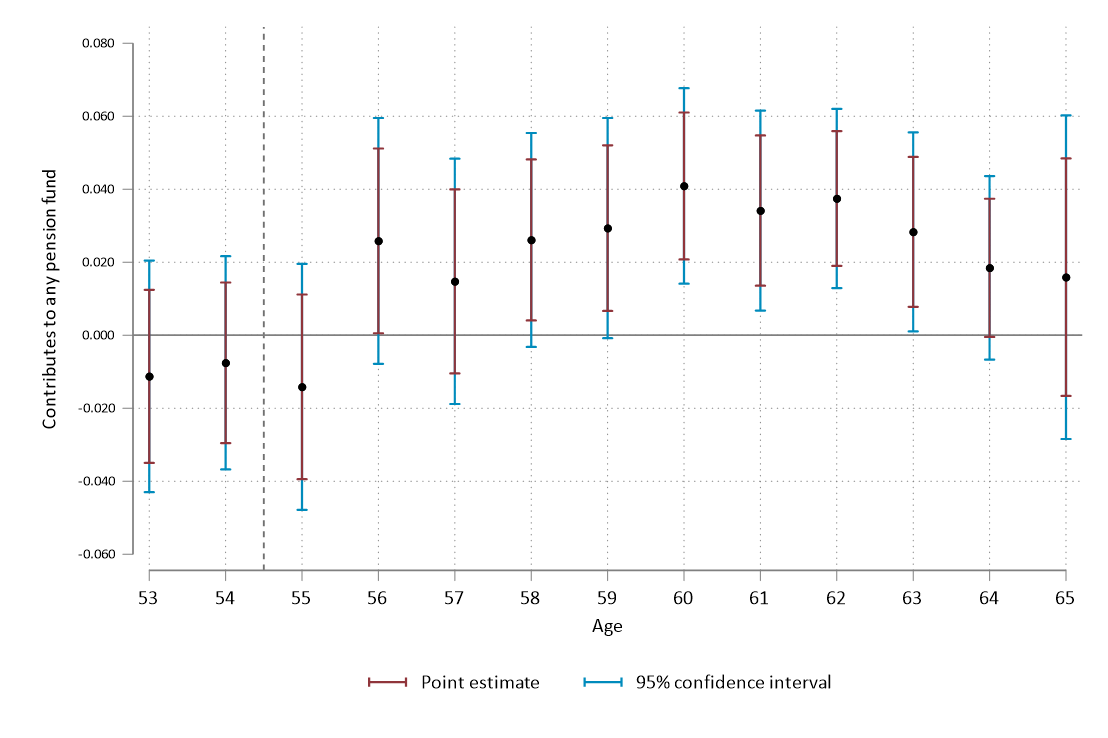 0.080
0.060
0.040
0.020
0.000
-0.020
-0.040
-0.060
Contributes to any pension fund
53 54 55 56 57 58 59 60 61 62 63 64 65
Age
Point estimate 95% confidence interval